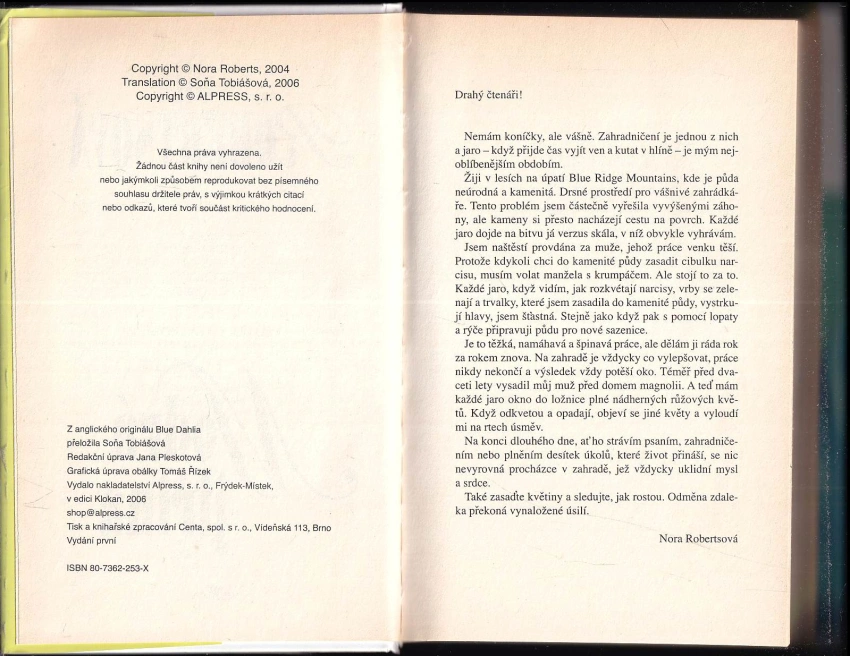 Copyright © Nora Roberts, 2004
Translation © Soňa Tobiášová, 2006
Copyright © ALPRESS, s. r. o.
Všechna práva vyhrazena.
Žádnou část knihy není dovoleno užít
nebo jakýmkoli způsobem reprodukovat bez písemného
souhlasu držitele práv, s výjimkou krátkých citací
nebo odkazů, které tvoří součást kritického hodnocení.
Z anglického originálu Blue Dahlia
přeložila Soňa Tobiášová
Redakční úprava Jana Pleskotová
Grafická úprava obálky Tomáš Řízek
Vydalo nakladatelství Alpress, s. r. o., Frýdek-Místek,
v edici Klokan, 2006
shop@alpress.cz
Tisk a knihařské zpracování Centa, spol. s r. o., Vídeňská 113, Brno
Vydání první
ISBN 80-7362-253-X
Drahý čtenáři!
Nemám koníčky, ale vášně. Zahradničení je jednou z nich
a jaro – když přijde čas vyjít ven a kutat v hlíně – je mým nej-
oblíbenějším obdobím.
Žiji v lesích na úpatí Blue Ridge Mountains, kde je půda
neúrodná a kamenitá. Drsné prostředí pro vášnivé zahrádká-
ře. Tento problém jsem částečně vyřešila vyvýšenými záho-
ny, ale kameny si přesto nacházejí cestu na povrch. Každé
jaro dojde na bitvu já verzus skála, v níž obvykle vyhrávám.
Jsem naštěstí provdána za muže, jehož práce venku těší.
Protože kdykoli chci do kamenité půdy zasadit cibulku nar-
cisu, musím volat manžela s krumpáčem. Ale stojí to za to.
Každé jaro, když vidím, jak rozkvétají narcisy, vrby se zele-
nají a trvalky, které jsem zasadila do kamenité půdy, vystrku-
jí hlavy, jsem šťastná. Stejně jako když pak s pomocí lopaty
a rýče připravuji půdu pro nové sazenice.
Je to těžká, namáhavá a špinavá práce, ale dělám ji ráda rok
za rokem znova. Na zahradě je vždycky co vylepšovat, práce
nikdy nekončí a výsledek vždy potěší oko. Téměř před dva-
ceti lety vysadil můj muž před domem magnolii. A teď mám
každé jaro okno do ložnice plné nádherných růžových kvě-
tů. Když odkvetou a opadají, objeví se jiné květy a vyloudí
mi na rtech úsměv.
Na konci dlouhého dne, ať ho strávím psaním, zahradniče-
ním nebo plněním desítek úkolů, které život přináší, se nic
nevyrovná procházce v zahradě, jež vždycky uklidní mysl
a srdce.
Také zasaďte květiny a sledujte, jak rostou. Odměna zdale-
ka překoná vynaložené úsilí.
Nora Robertsová